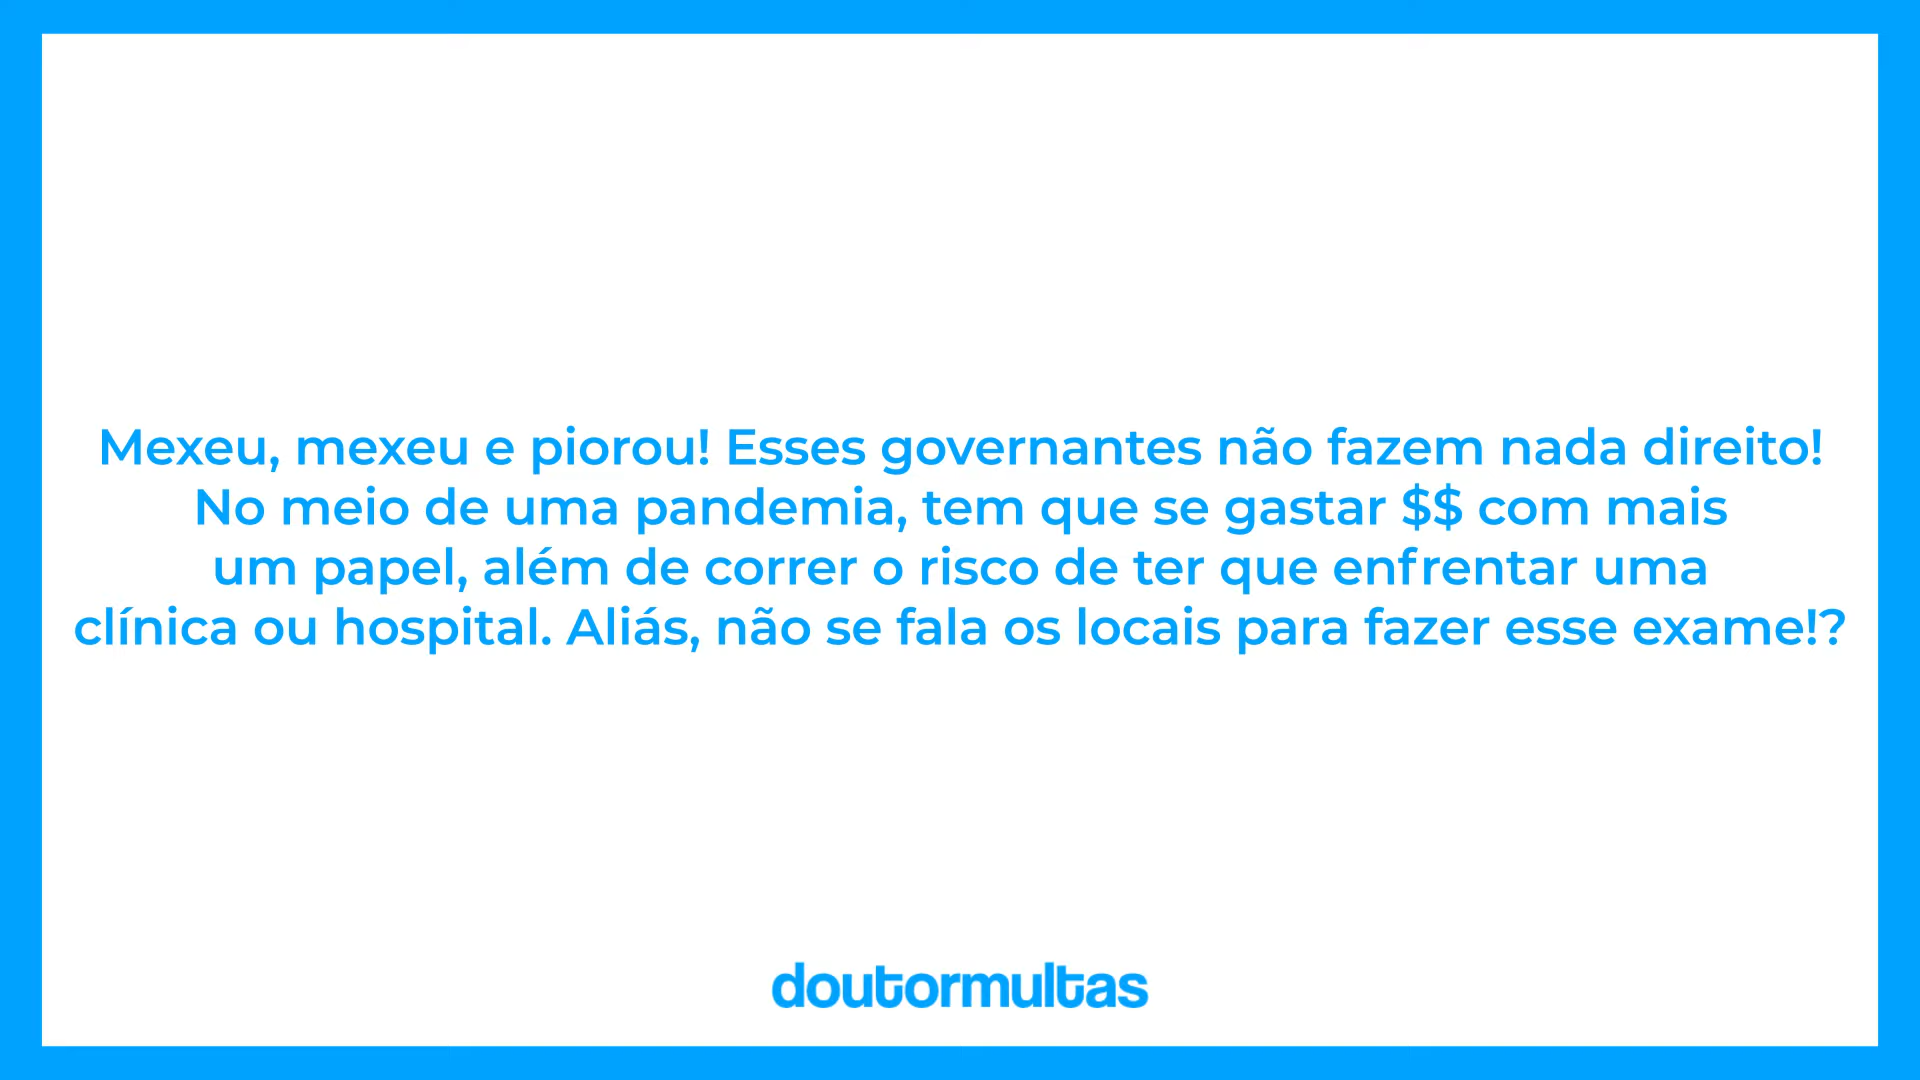 Mexeu, mexeu e piorou! Esses governantes não fazem nada direito!
No meio de uma pandemia, tem que se gastar $$ com mais
um papel, além de correr o risco de ter que enfrentar uma
clínica ou hospital. Aliás, não se fala os locais para fazer esse exame!?
doutormultas